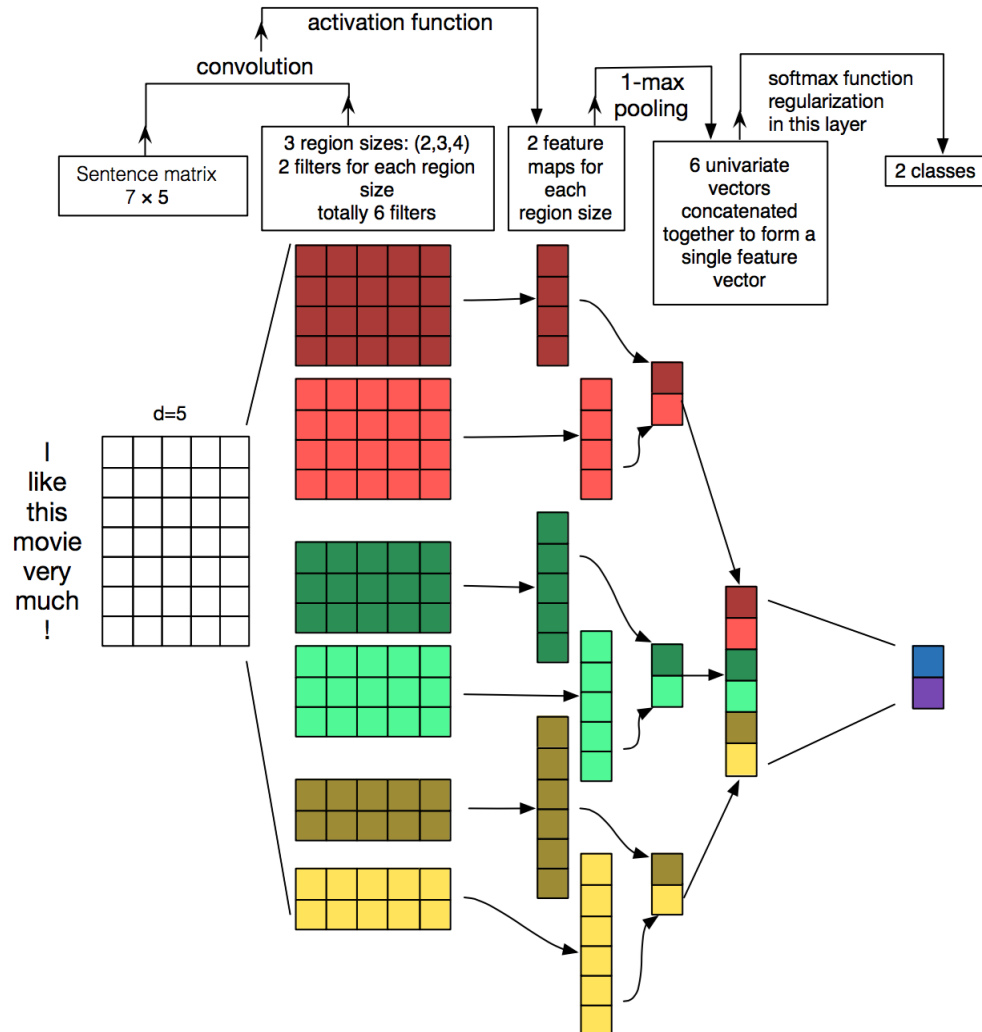 activation function
convolution
1-max
pooling
softmax function
regularization
in this layer
Sentence matrix
7 × 5
3 region sizes: (2,3,4)
2 filters for each region
size
totally 6 filters
2 feature
maps for
each
region size
6 univariate
vectors
concatenated
together to form a
single feature
vector
2 classes
d=5
I
like
this
movie
very
much
!